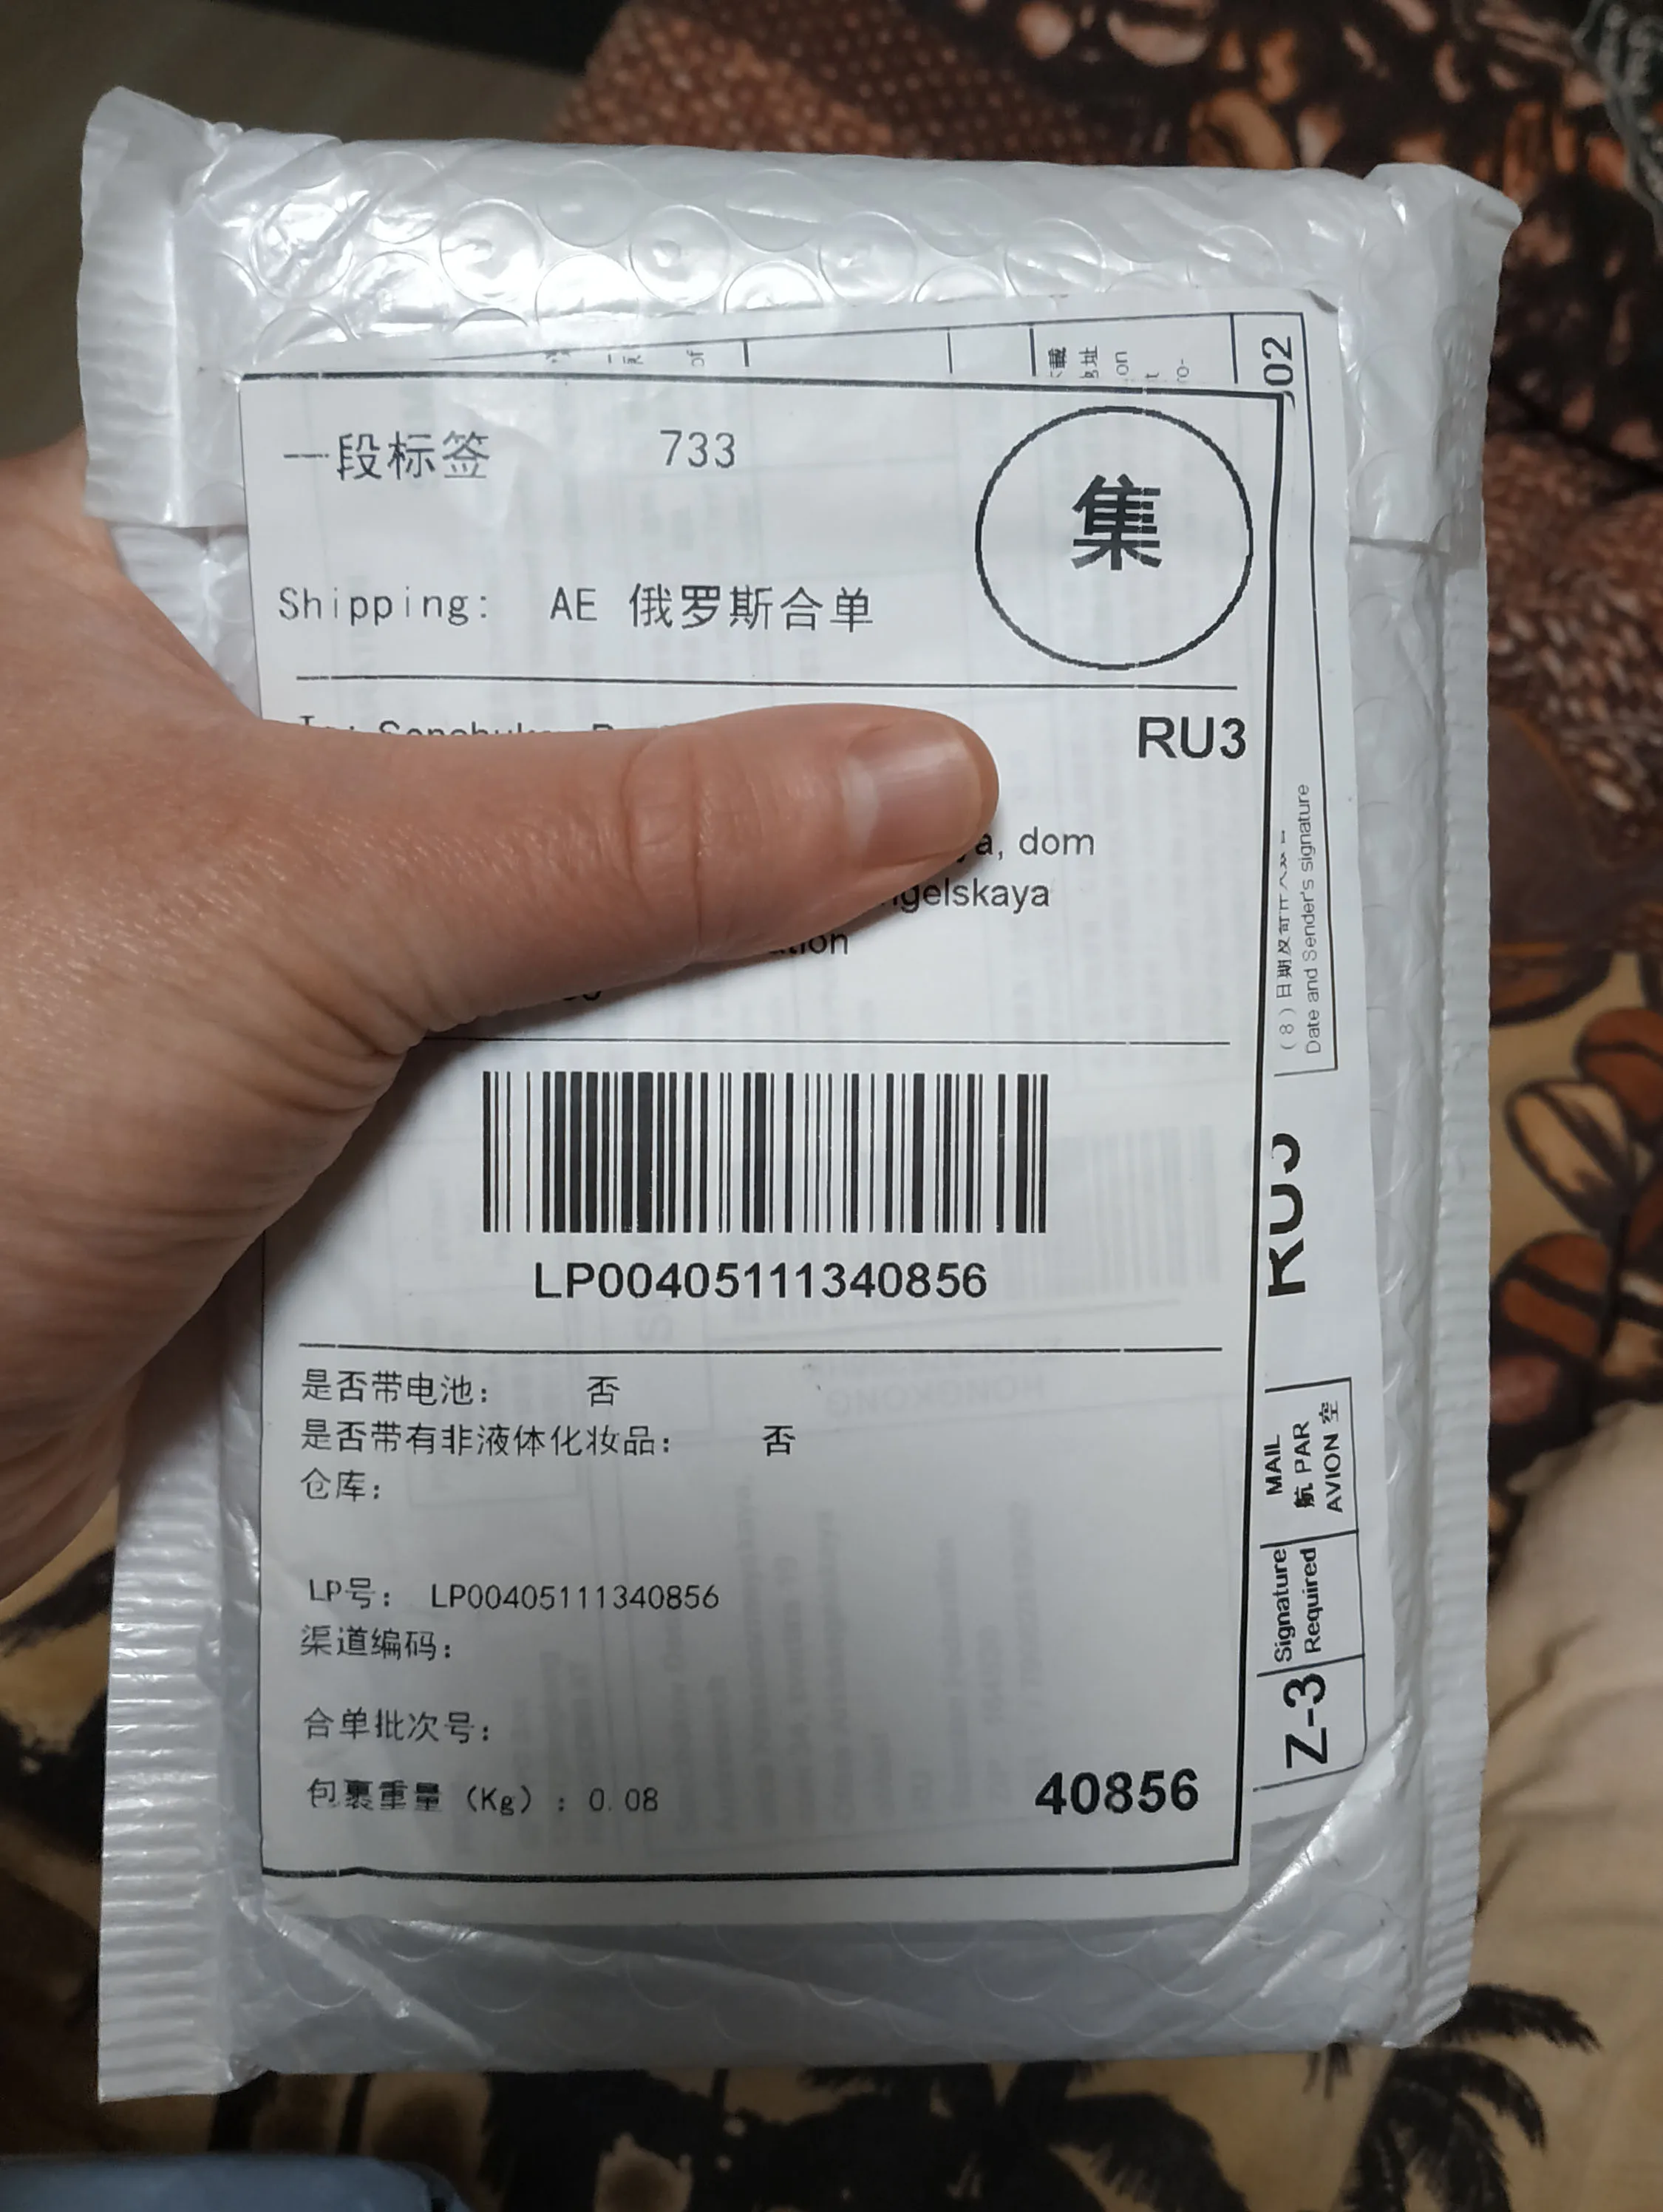 一段标签 733
集
Shipping: AE 俄罗斯合单
RU3
dom
LP00405111340856
是否带电池: 否
是否带有非液体化妆品: 否
仓库:
LP号: LP00405111340856
渠道编码:
合单批次号:
包裹重量 (Kg) : 0.08
40856
Date and Sender's signature
RU3
MAIL
航 PAR
AVION 空
Signature
Required
Z-3